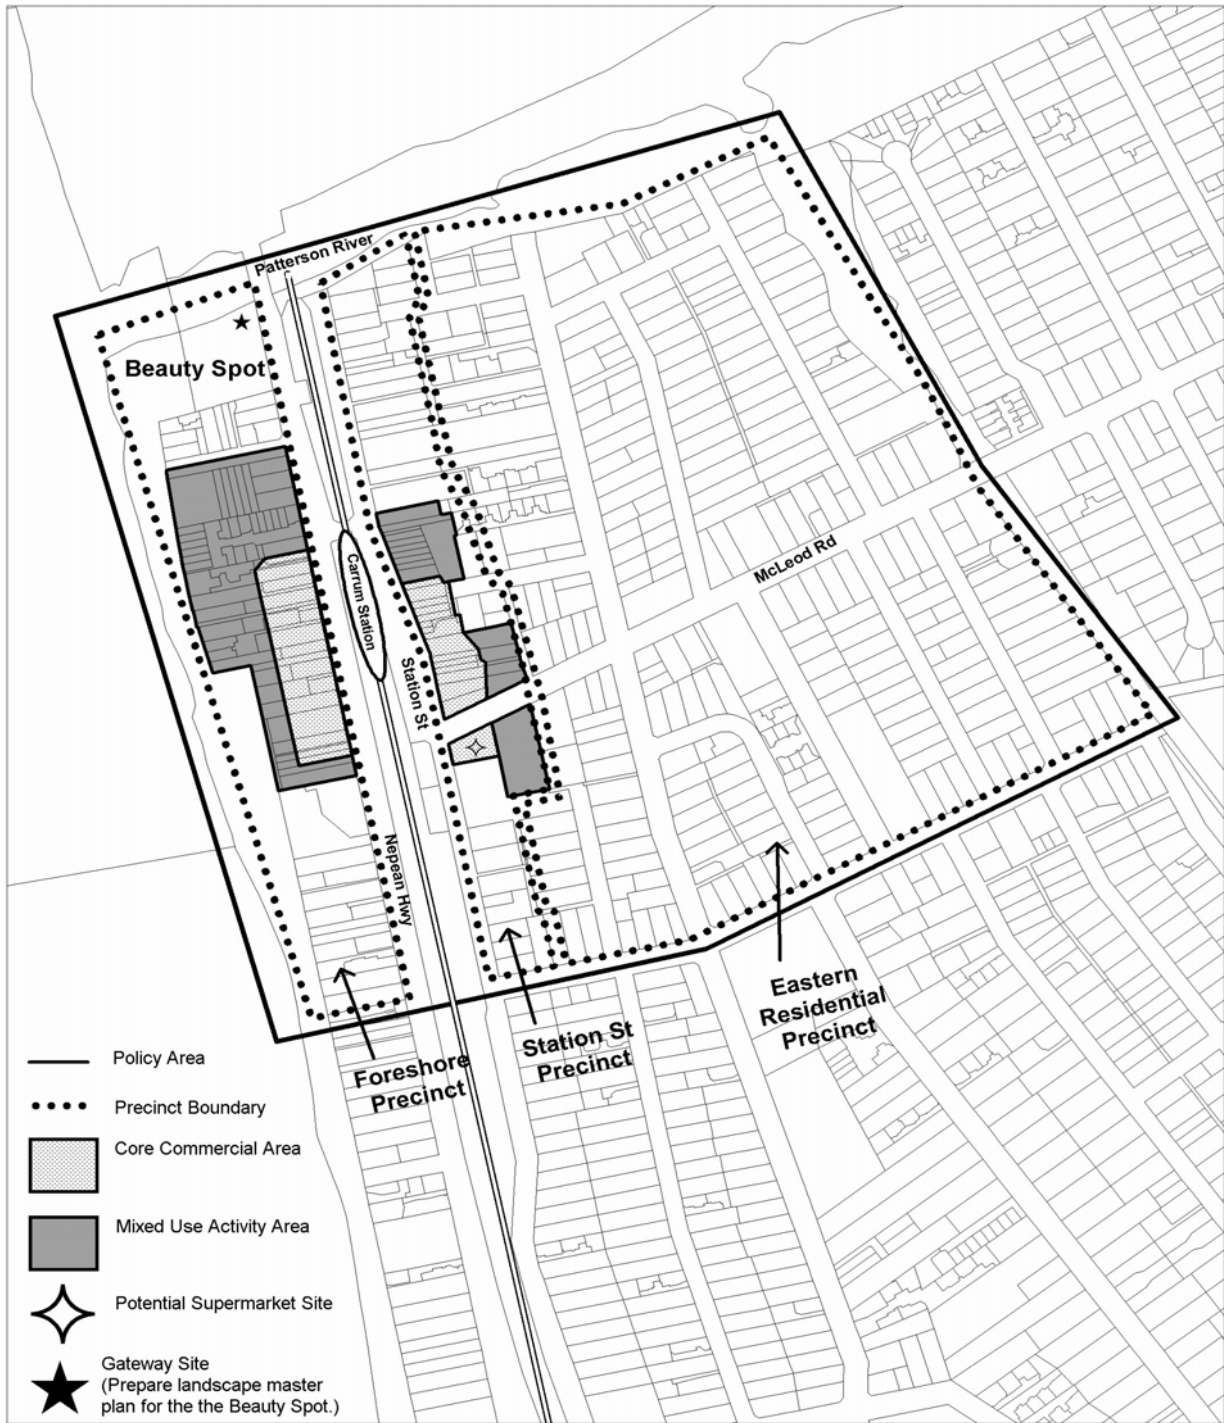 Patterson River
Beauty Spot
Carrum Station
McLeod Rd
Station St
Nepean Hwy
Eastern
Residential
Precinct
Station St
Precinct
Foreshore
Precinct
Policy Area
Precinct Boundary
Core Commercial Area
Mixed Use Activity Area
Potential Supermarket Site
Gateway Site
(Prepare landscape master
plan for the the Beauty Spot.)